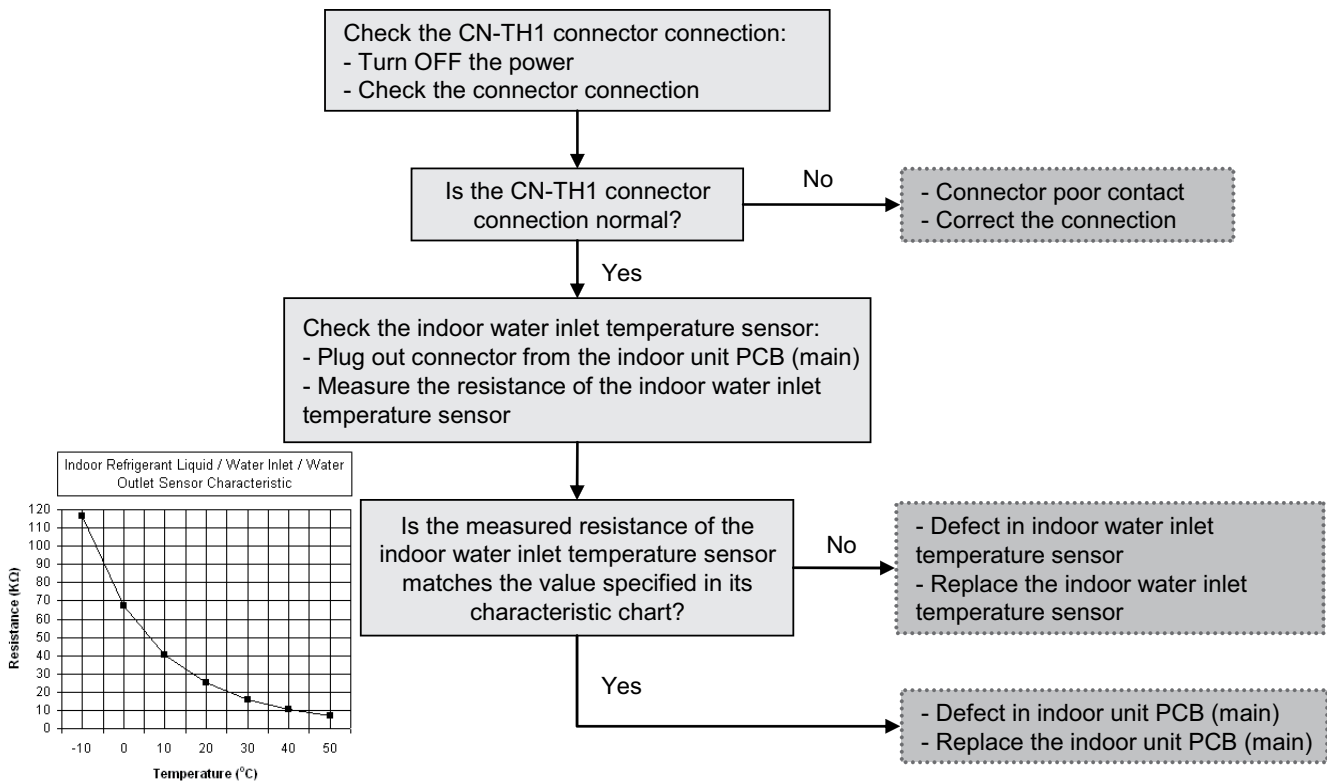 Check the CN-TH1 connector connection:
- Turn OFF the power
- Check the connector connection
Is the CN-TH1 connector
connection normal?
No
- Connector poor contact
- Correct the connection
Yes
Check the indoor water inlet temperature sensor:
- Plug out connector from the indoor unit PCB (main)
- Measure the resistance of the indoor water inlet
temperature sensor
Indoor Refrigerant Liquid / Water Inlet / Water
Outlet Sensor Characteristic
Resistance (KΩ)
120
110
100
90
80
70
60
50
40
30
20
10
0
-10 0 10 20 30 40 50
Temperature (°C)
Is the measured resistance of the
indoor water inlet temperature sensor
matches the value specified in its
characteristic chart?
No
- Defect in indoor water inlet
temperature sensor
- Replace the indoor water inlet
temperature sensor
Yes
- Defect in indoor unit PCB (main)
- Replace the indoor unit PCB (main)